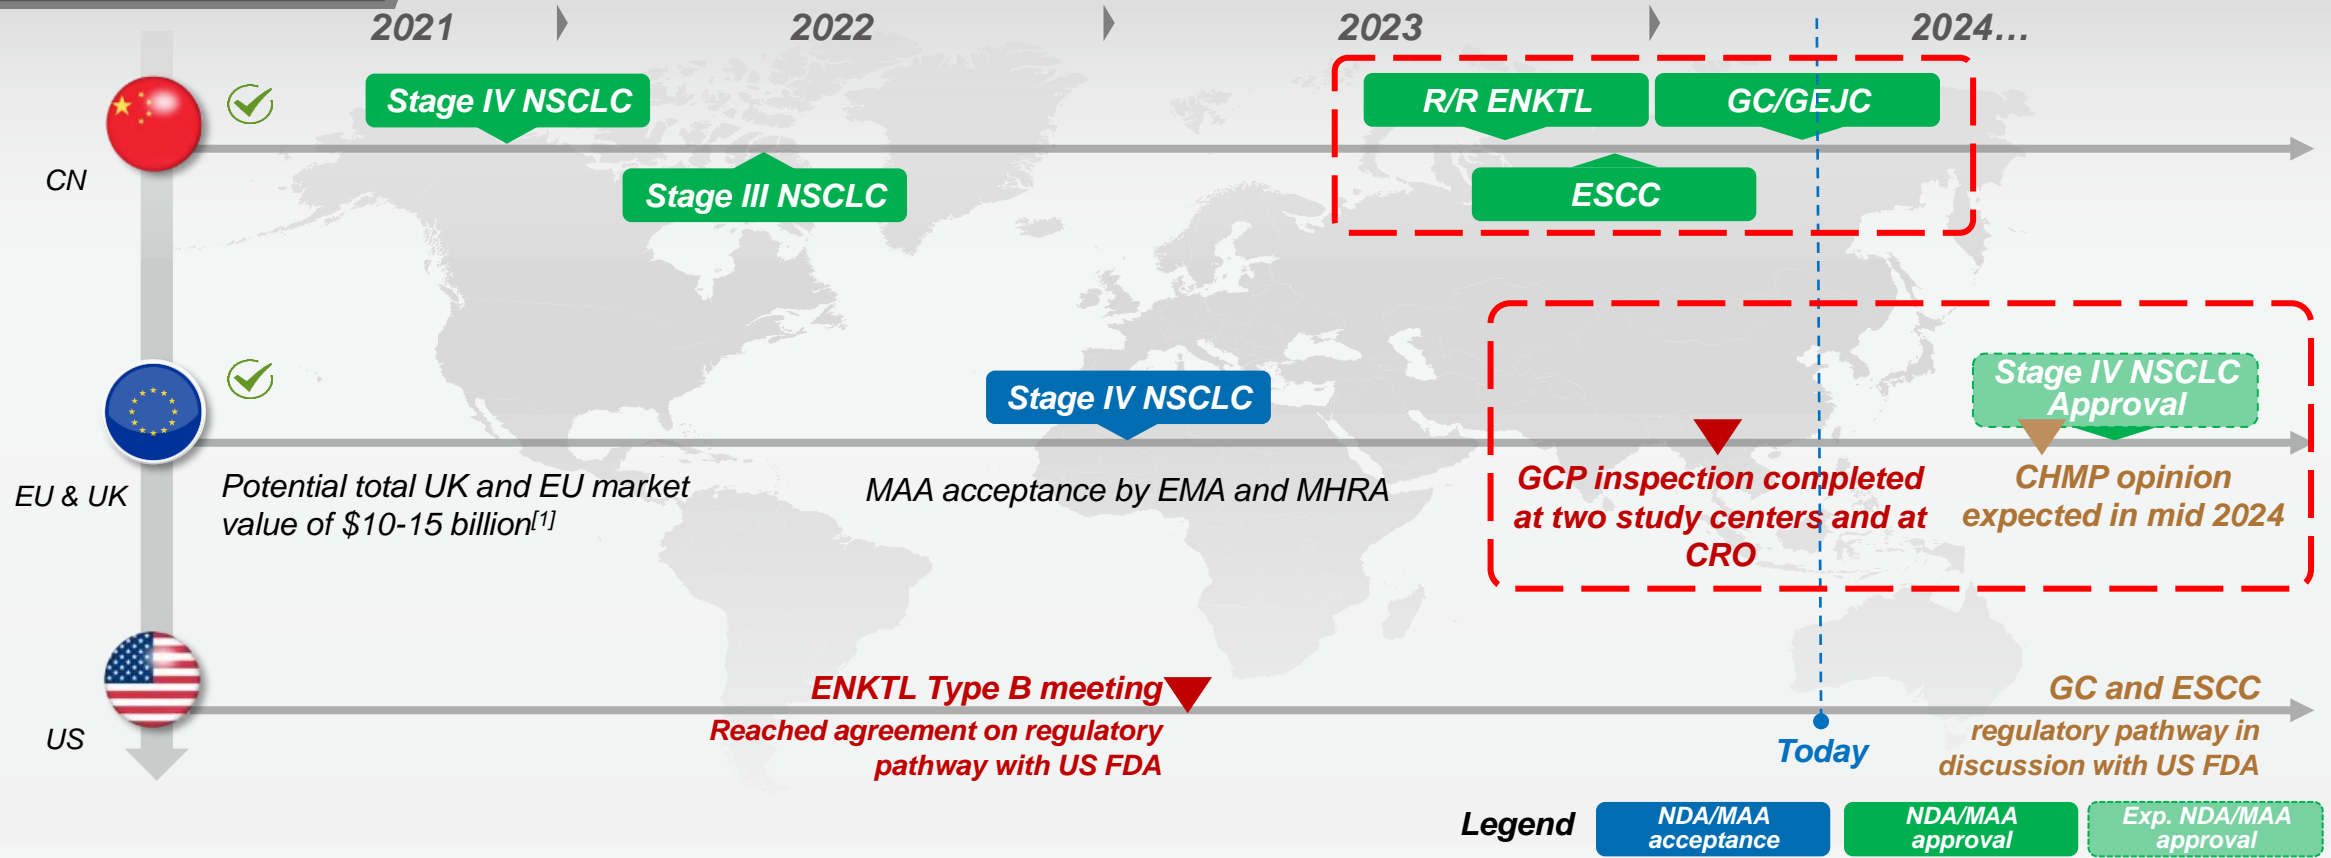 2021
2022
2023
2024…
Stage IV NSCLC
R/R ENKTL
GC/GEJC
CN
Stage III NSCLC
ESCC
Stage IV NSCLC
Stage IV NSCLC
Approval
EU & UK
Potential total UK and EU market
value of $10-15 billion[1]
MAA acceptance by EMA and MHRA
GCP inspection completed
at two study centers and at
CRO
CHMP opinion
expected in mid 2024
US
ENKTL Type B meeting
Reached agreement on regulatory
pathway with US FDA
Today
GC and ESCC
regulatory pathway in
discussion with US FDA
Legend
NDA/MAA
acceptance
NDA/MAA
approval
Exp. NDA/MAA
approval